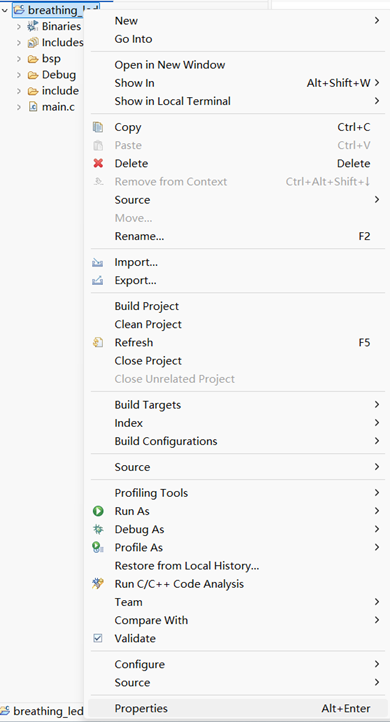 breathing_led
Binaries
Includes
bsp
Debug
include
main.c
New
Go Into
Open in New Window
Show In Alt+Shift+W
Show in Local Terminal
Copy Ctrl+C
Paste Ctrl+V
Delete Delete
Remove from Context Ctrl+Alt+Shift+↓
Source
Move...
Rename... F2
Import...
Export...
Build Project
Clean Project
Refresh F5
Close Project
Close Unrelated Project
Build Targets
Index
Build Configurations
Source
Profiling Tools
Run As
Debug As
Profile As
Restore from Local History...
Run C/C++ Code Analysis
Team
Compare With
Validate
Configure
Source
Properties Alt+Enter
breathing_led